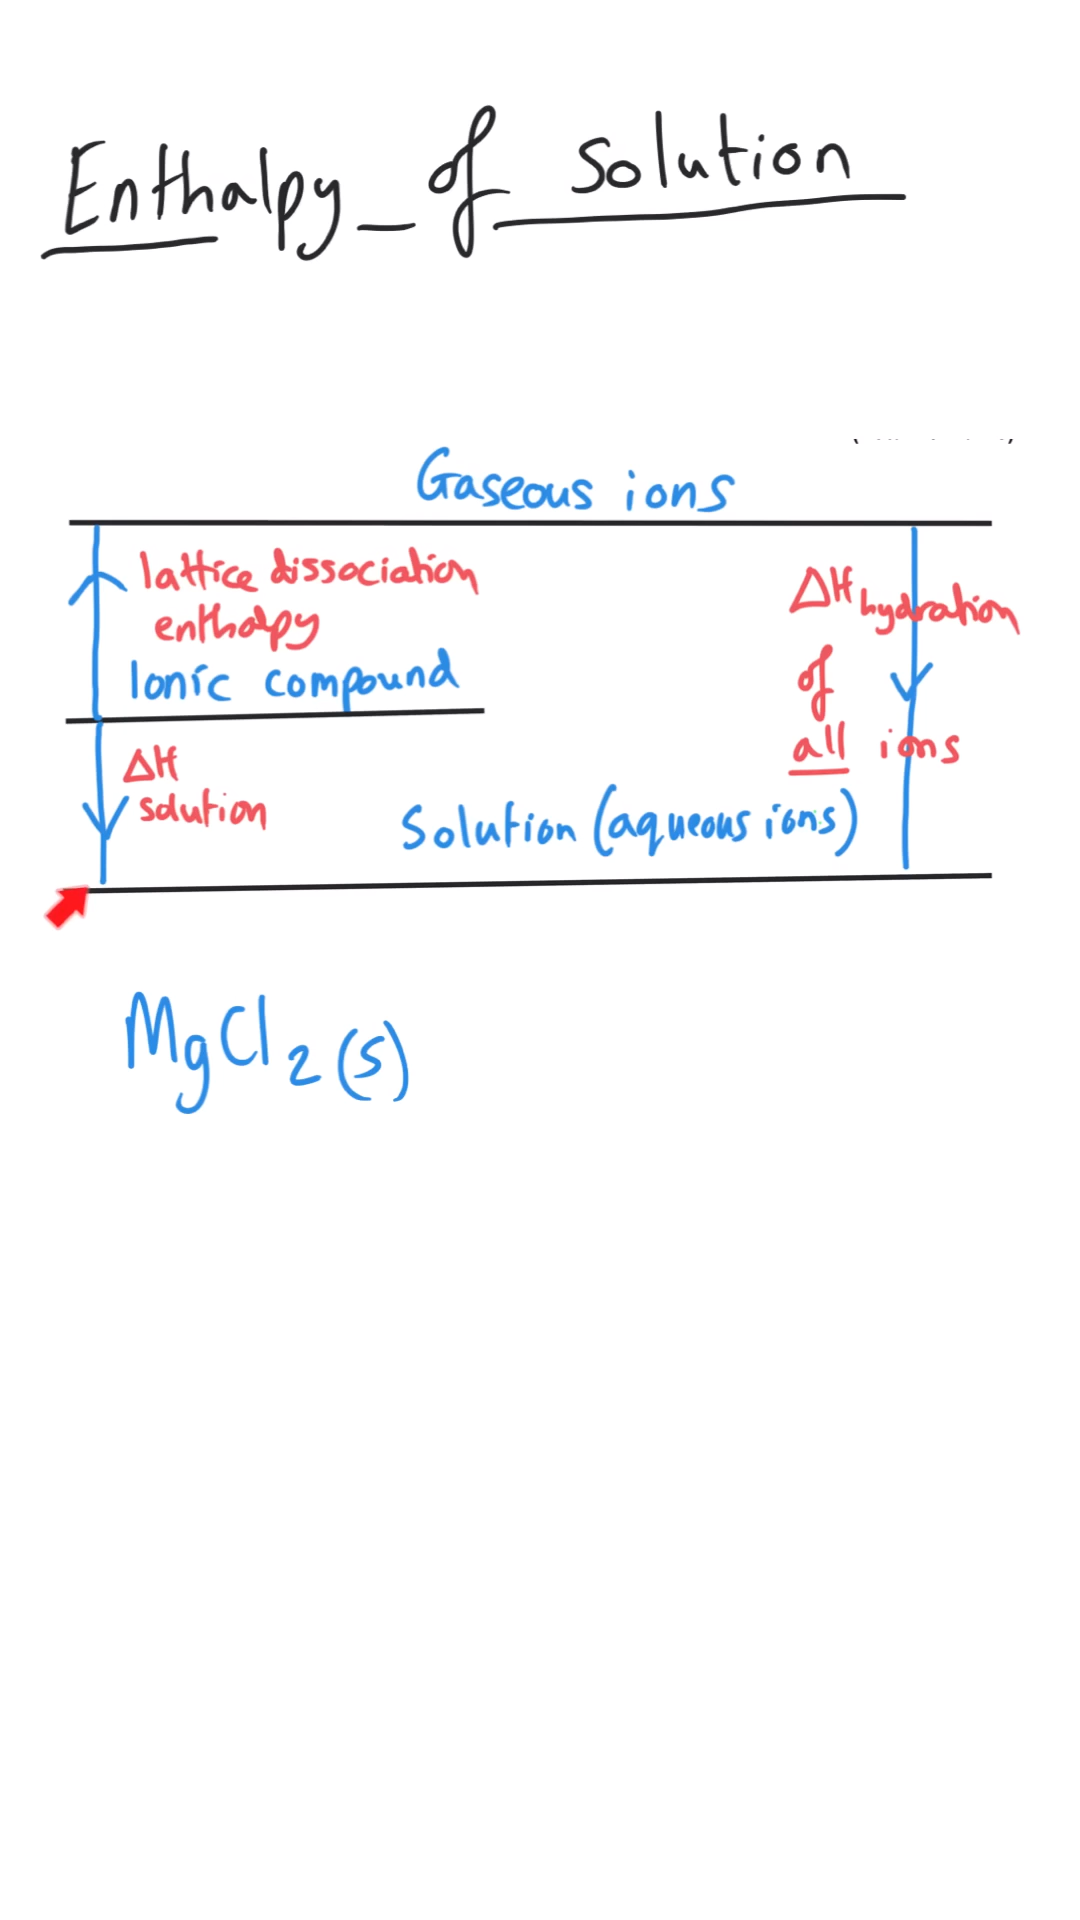 Enthalpy of solution
Gaseous ions
lattice dissociation
enthalpy
Ionic compound
ΔH
solution
ΔH hydration
of
all ions
Solution (aqueous ions)
MgCl2(s)